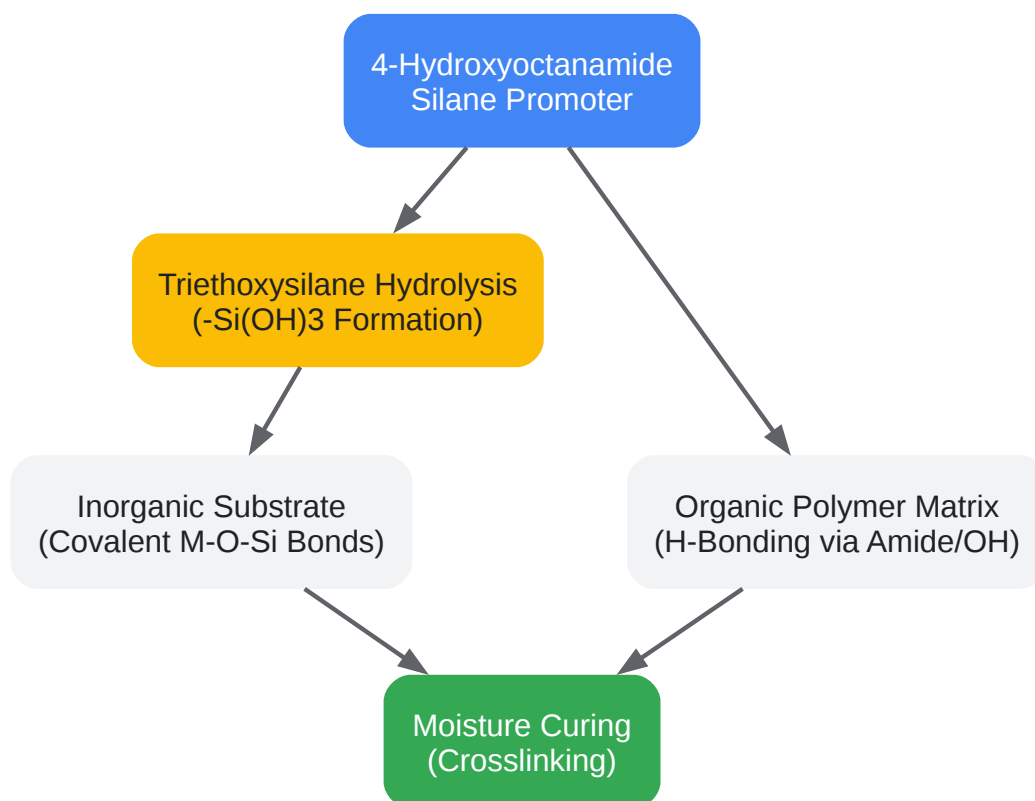 4-Hydroxyoctanamide
Silane Promoter
Triethoxysilane Hydrolysis
(-Si(OH)3 Formation)
Inorganic Substrate
(Covalent M-O-Si Bonds)
Organic Polymer Matrix
(H-Bonding via Amide/OH)
Moisture Curing
(Crosslinking)